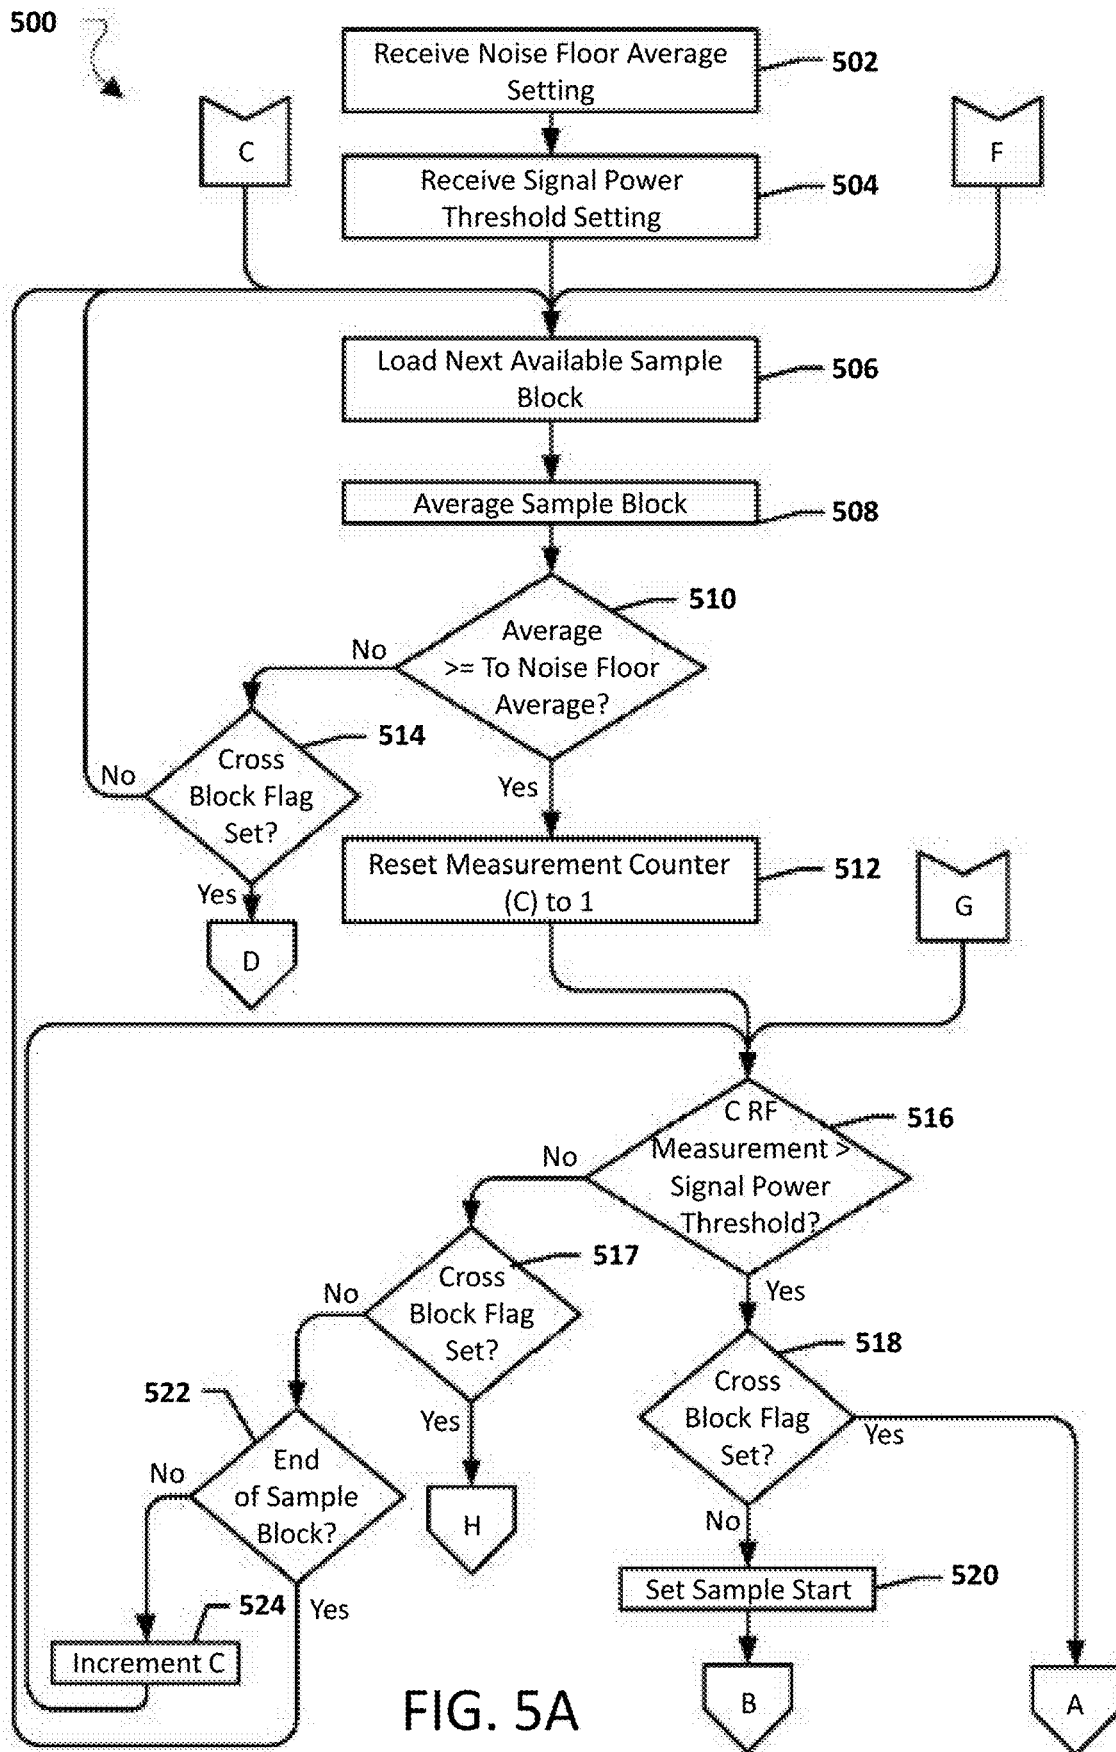 500
Receive Noise Floor Average
Setting
502
C
F
Receive Signal Power
Threshold Setting
504
Load Next Available Sample
Block
506
Average Sample Block
508
510
Average
>= To Noise Floor
Average?
No
514
Cross
Block Flag
Set?
No
Yes
Yes
D
Reset Measurement Counter
(C) to 1
512
G
C RF
Measurement >
Signal Power
Threshold?
516
No
517
Cross
Block Flag
Set?
No
Yes
Yes
518
Cross
Block Flag
Set?
Yes
522
End
of Sample
Block?
No
H
No
Set Sample Start
520
524
Yes
Increment C
B
A
FIG. 5A